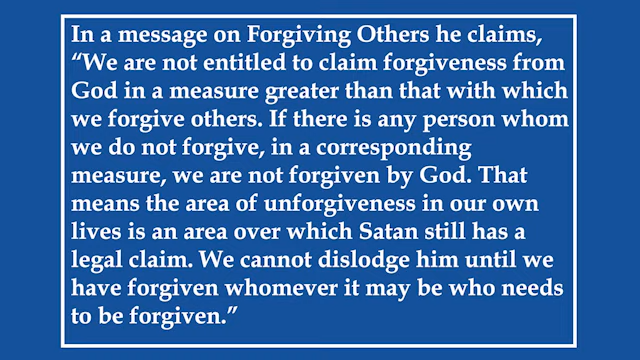 In a message on Forgiving Others he claims,
“We are not entitled to claim forgiveness from
God in a measure greater than that with which
we forgive others. If there is any person whom
we do not forgive, in a corresponding
measure, we are not forgiven by God. That
means the area of unforgiveness in our own
lives is an area over which Satan still has a
legal claim. We cannot dislodge him until we
have forgiven whomever it may be who needs
to be forgiven.”